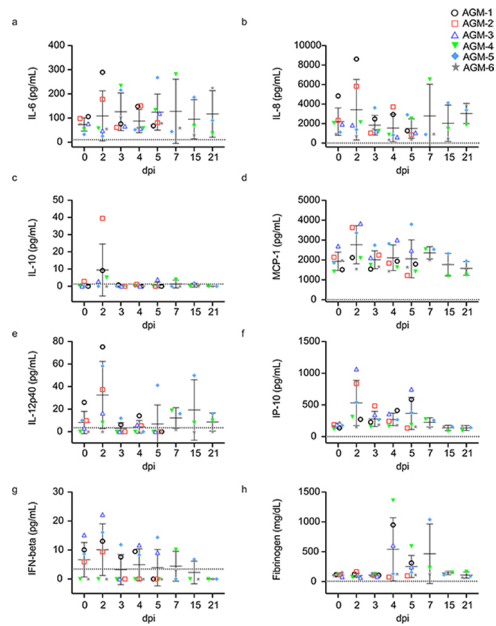 AGM-1
AGM-2
AGM-3
AGM-4
AGM-5
AGM-6
a
IL-6 (pg/mL)
400
300
200
100
0
0 2 3 4 5 7 15 21
dpi
b
IL-8 (pg/mL)
10000
8000
6000
4000
2000
0
0 2 3 4 5 7 15 21
dpi
c
IL-10 (pg/mL)
50
40
30
20
10
0
0 2 3 4 5 7 15 21
dpi
d
MCP-1 (pg/mL)
5000
4000
3000
2000
1000
0
0 2 3 4 5 7 15 21
dpi
e
IL-12p40 (pg/mL)
80
60
40
20
0
0 2 3 4 5 7 15 21
dpi
f
IP-10 (pg/mL)
1500
1000
500
0
0 2 3 4 5 7 15 21
dpi
g
IFN-beta (pg/mL)
30
20
10
0
0 2 3 4 5 7 15 21
dpi
h
Fibrinogen (mg/dL)
1500
1000
500
0
0 2 3 4 5 7 15 21
dpi